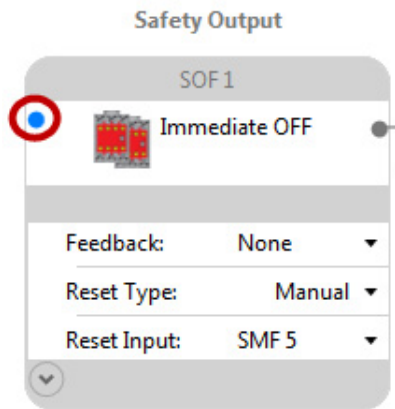 Safety Output
SOF 1
Immediate OFF
Feedback: None
Reset Type: Manual
Reset Input: SMF 5